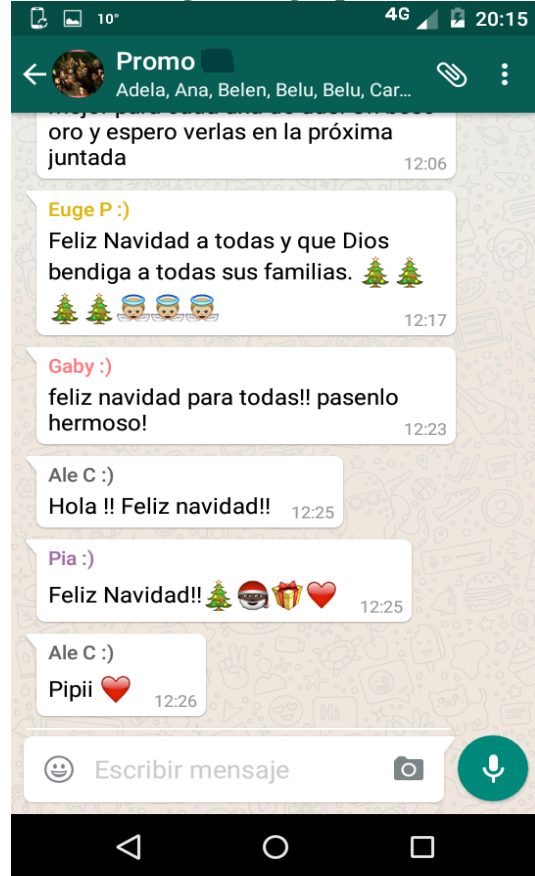 10°
4G
20:15
Promo
Adela, Ana, Belen, Belu, Belu, Car...
oro y espero verlas en la próxima
juntada
12:06
Euge P :)
Feliz Navidad a todas y que Dios
bendiga a todas sus familias. 🎄🎄
🎄🎄👼👼👼
12:17
Gaby :)
feliz navidad para todas!! pasenlo
hermoso!
12:23
Ale C :)
Hola !! Feliz navidad!!
12:25
Pia :)
Feliz Navidad!!🎄🎅🎁❤️
12:25
Ale C :)
Pipii ❤️
12:26
Escribir mensaje